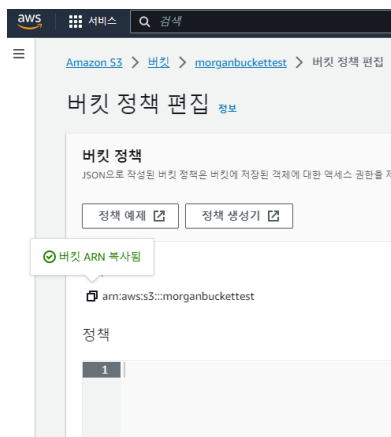 aws 서비스 검색
Amazon S3 > 버킷 > morganbuckettest > 버킷 정책 편집
버킷 정책 편집 정보
버킷 정책
JSON으로 작성된 버킷 정책은 버킷에 저장된 객체에 대한 액세스 권한을
정책 예제 정책 생성기
버킷 ARN 복사됨
arn:aws:s3:::morganbuckettest
정책
1